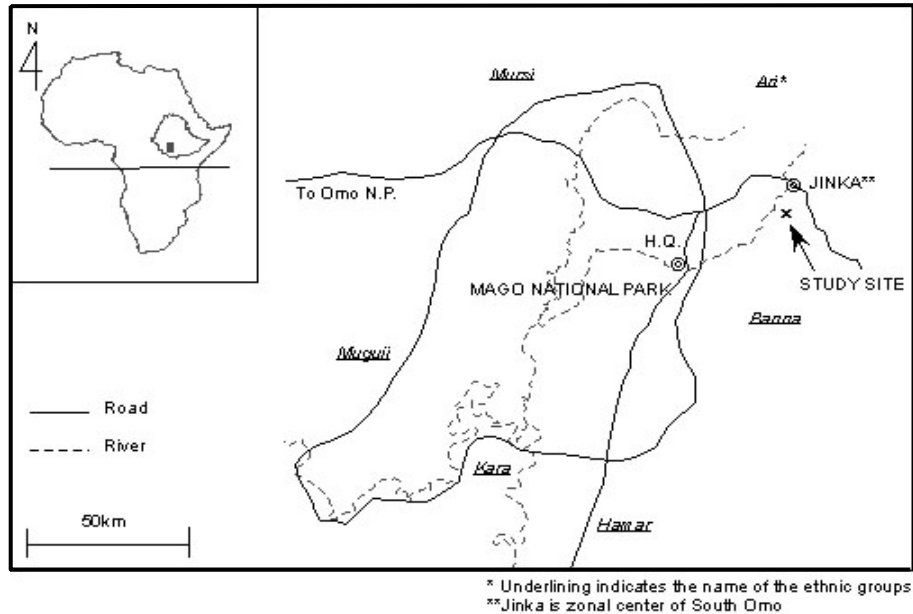 N
Mursi
Ari*
To Omo N.P.
JINKA**
H.Q.
STUDY SITE
MAGO NATIONAL PARK
Banna
Muguji
Road
River
Kara
50km
Hamar
* Underlining indicates the name of the ethnic groups
**Jinka is zonal center of South Omo